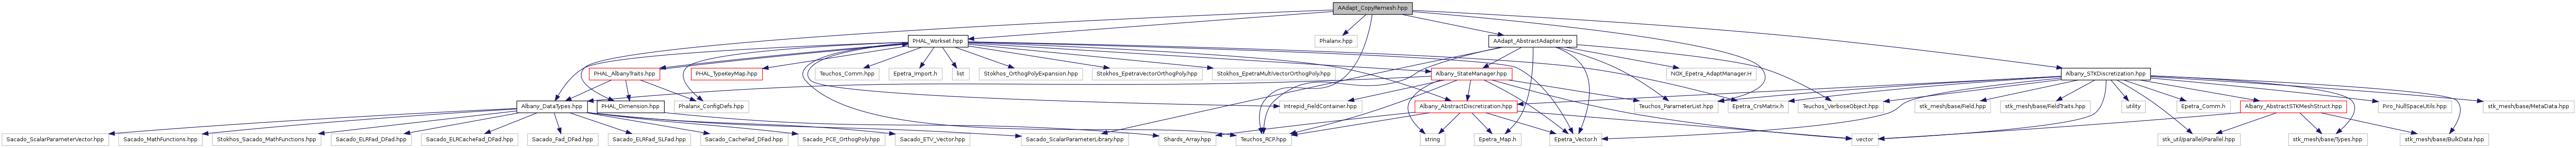 AAdapt_CopyRemesh.hpp
PHAL_Workset.hpp
Phalanx.hpp
AAdapt_AbstractAdapter.hpp
PHAL_AlbanyTraits.hpp
PHAL_TypeKeyMap.hpp
Teuchos_Comm.hpp
Epetra_Import.h
list
Stokhos_OrthogPolyExpansion.hpp
Stokhos_EpetraVectorOrthogPoly.hpp
Stokhos_EpetraMultiVectorOrthogPoly.hpp
Albany_StateManager.hpp
NOX_Epetra_AdaptManager.H
Albany_STKDiscretization.hpp
Albany_DataTypes.hpp
PHAL_Dimension.hpp
Phalanx_ConfigDefs.hpp
Intrepid_FieldContainer.hpp
Albany_AbstractDiscretization.hpp
Teuchos_ParameterList.hpp
Epetra_CrsMatrix.h
Teuchos_VerboseObject.hpp
stk_mesh/base/Field.hpp
stk_mesh/base/FieldTraits.hpp
utility
Epetra_Comm.h
Albany_AbstractSTKMeshStruct.hpp
Piro_NullSpaceUtils.hpp
stk_mesh/base/MetaData.hpp
Sacado_ScalarParameterVector.hpp
Sacado_MathFunctions.hpp
Stokhos_Sacado_MathFunctions.hpp
Sacado_ELRFad_DFad.hpp
Sacado_ELRCacheFad_DFad.hpp
Sacado_Fad_DFad.hpp
Sacado_ELRFad_SLFad.hpp
Sacado_CacheFad_DFad.hpp
Sacado_PCE_OrthogPoly.hpp
Sacado_ETV_Vector.hpp
Sacado_ScalarParameterLibrary.hpp
Shards_Array.hpp
Teuchos_RCP.hpp
string
Epetra_Map.h
Epetra_Vector.h
vector
stk_util/parallel/Parallel.hpp
stk_mesh/base/Types.hpp
stk_mesh/base/BulkData.hpp